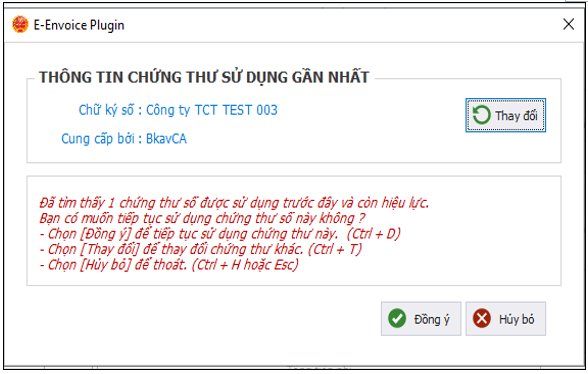 E-Envoice Plugin
THÔNG TIN CHỨNG THƯ SỬ DỤNG GẦN NHẤT
Chữ ký số : Công ty TCT TEST 003
Thay đổi
Cung cấp bởi : BkavCA
Đã tìm thấy 1 chứng thư số được sử dụng trước đây và còn hiệu lực.
Bạn có muốn tiếp tục sử dụng chứng thư số này không ?
- Chọn [Đồng ý] để tiếp tục sử dụng chứng thư này. (Ctrl + D)
- Chọn [Thay đổi] để thay đổi chứng thư khác. (Ctrl + T)
- Chọn [Hủy bỏ] để thoát. (Ctrl + H hoặc Esc)
Đồng ý
Hủy bỏ